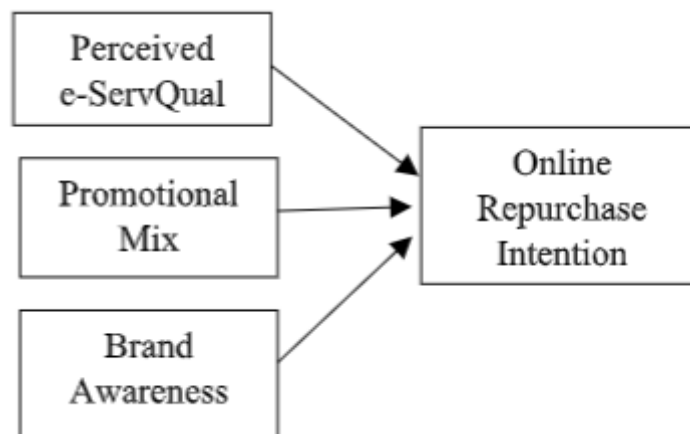 Perceived
e-ServQual
Promotional
Mix
Brand
Awareness
Online
Repurchase
Intention